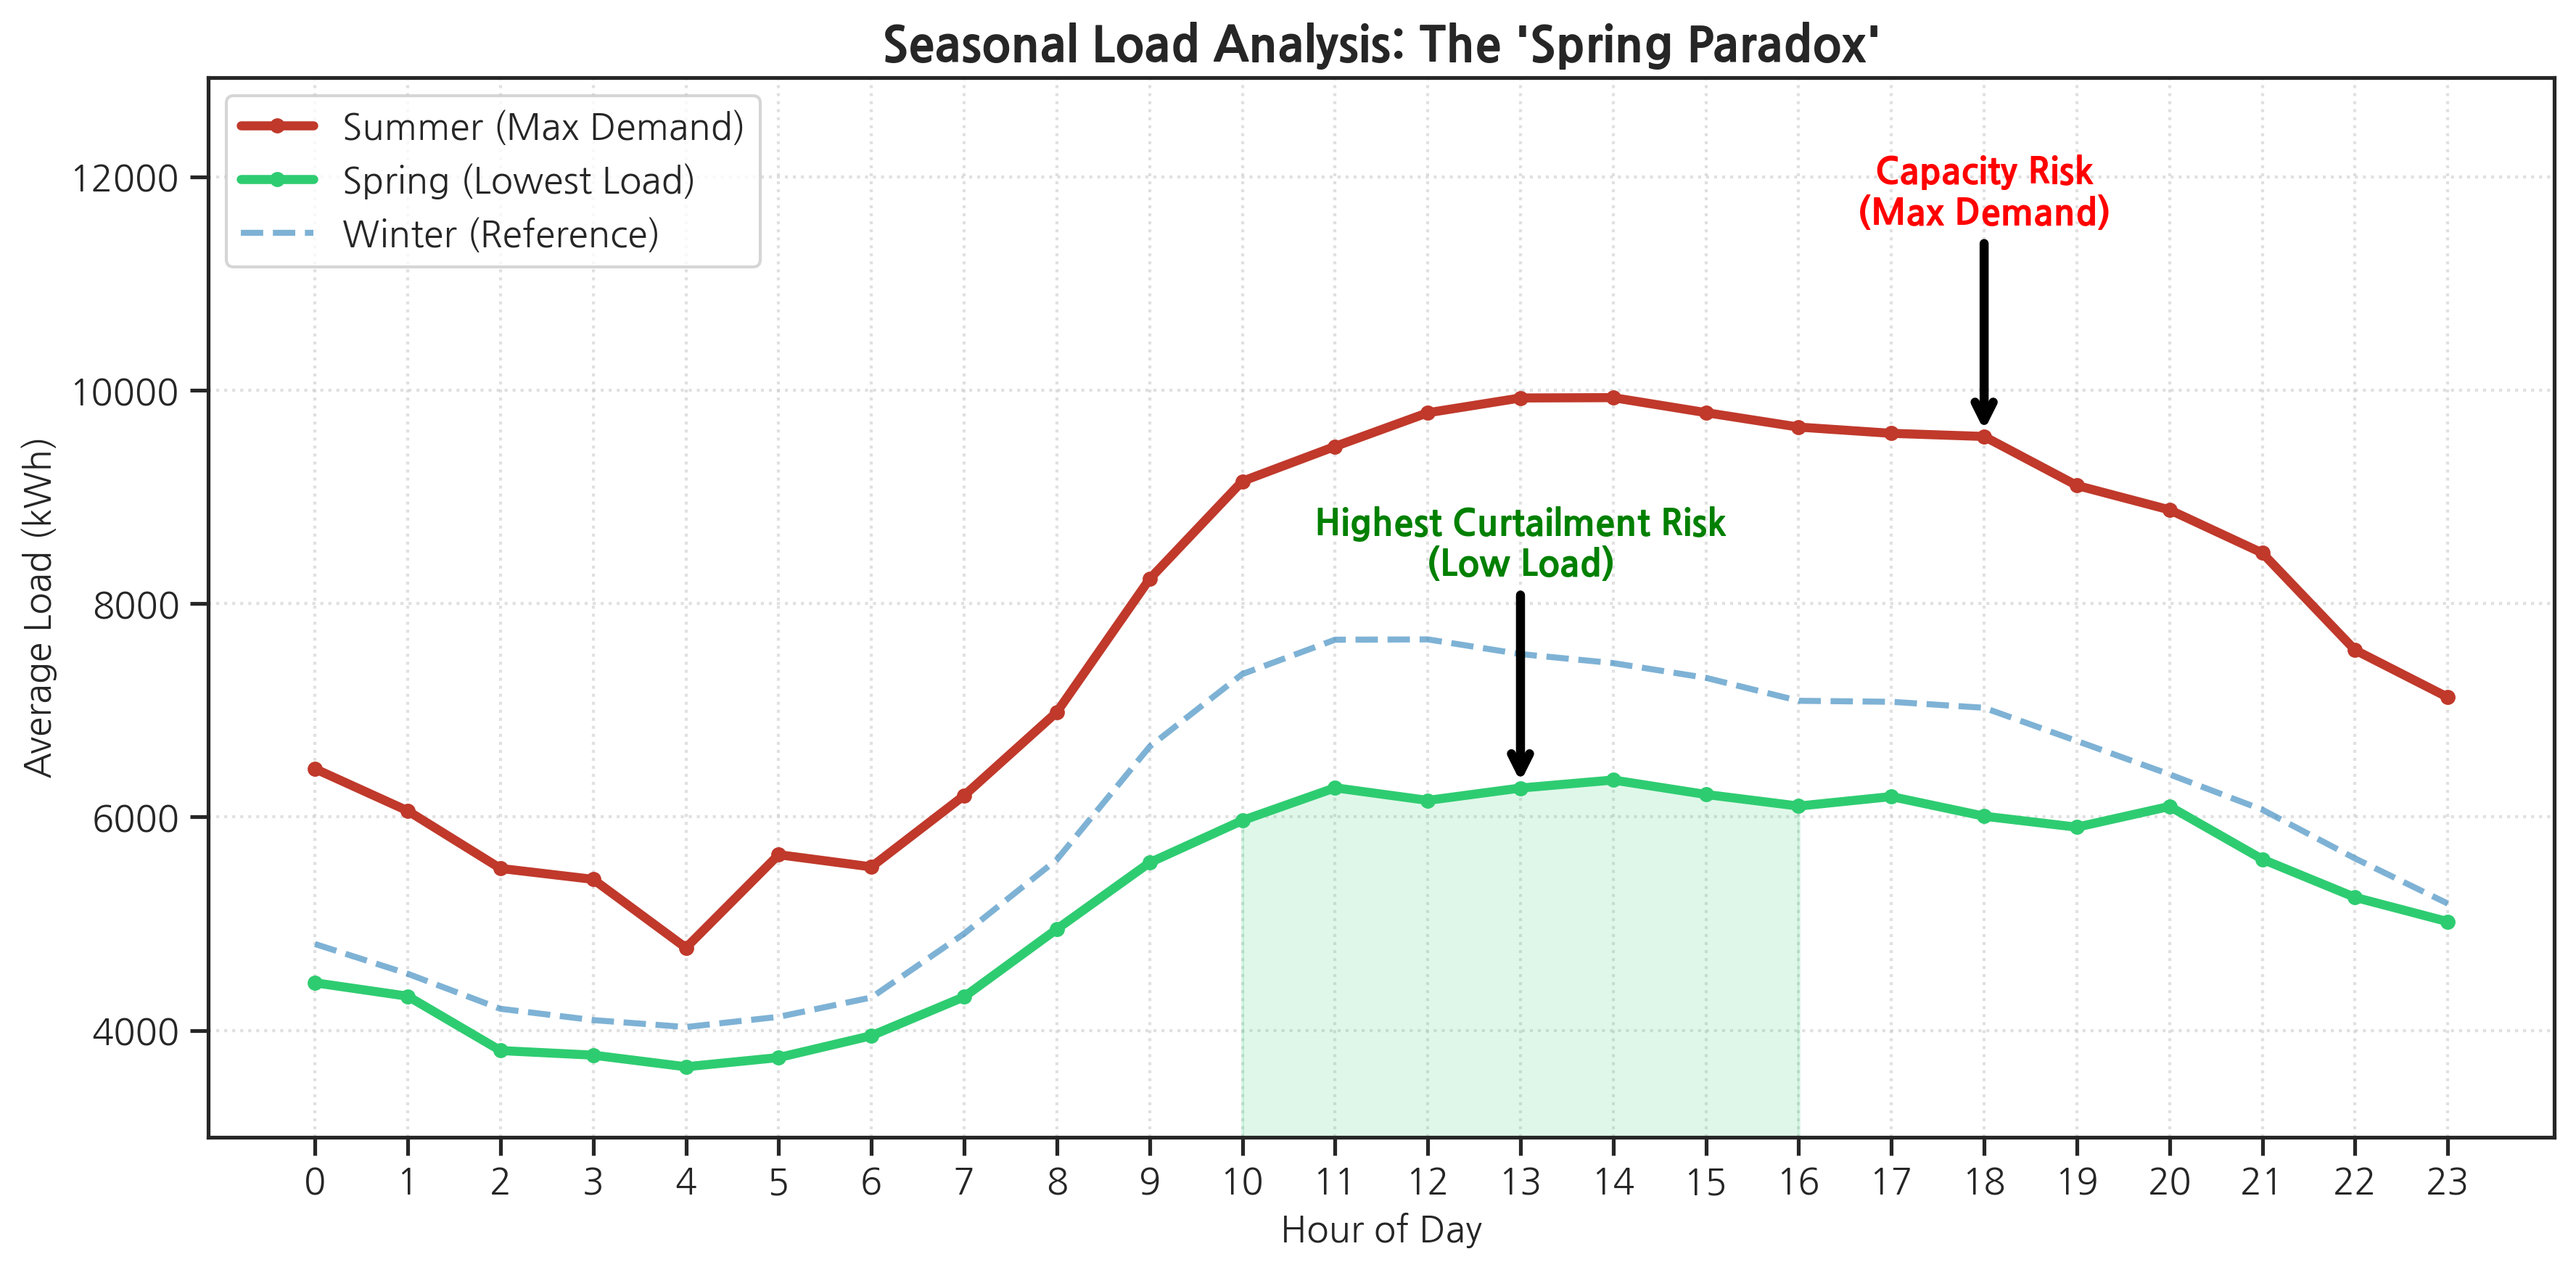 Seasonal Load Analysis: The 'Spring Paradox'
Summer (Max Demand)
Spring (Lowest Load)
Winter (Reference)
Capacity Risk
(Max Demand)
Highest Curtailment Risk
(Low Load)
Average Load (kWh)
12000
10000
8000
6000
4000
0 1 2 3 4 5 6 7 8 9 10 11 12 13 14 15 16 17 18 19 20 21 22 23
Hour of Day